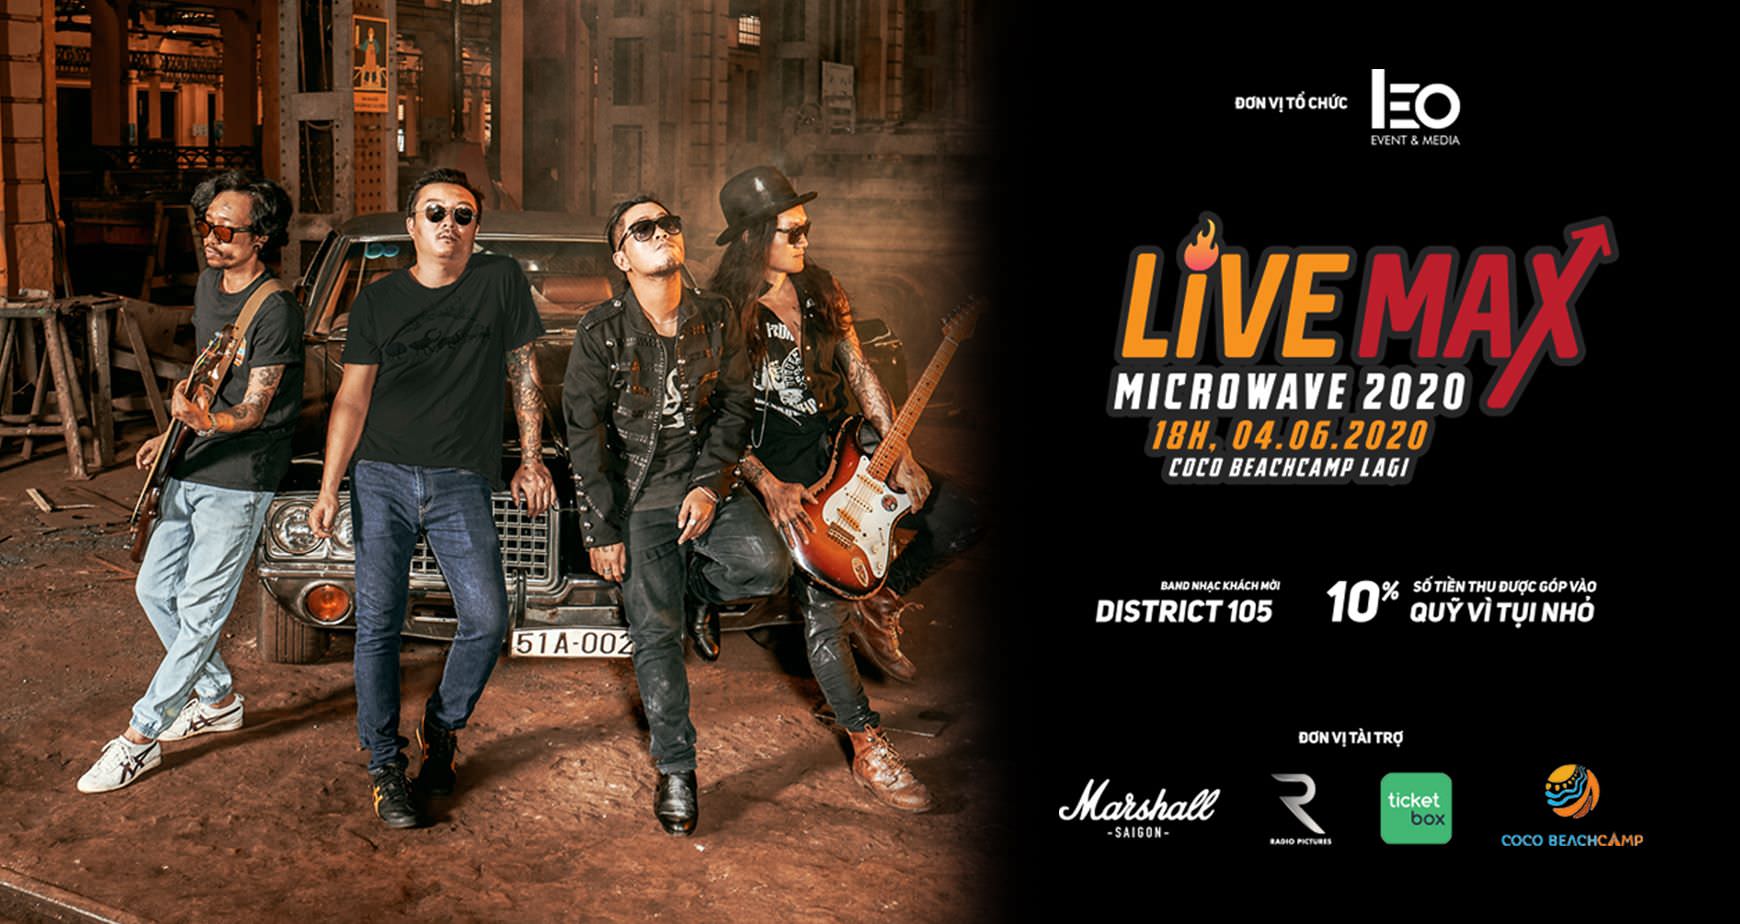 51A-002
ĐƠN VỊ TỔ CHỨC
LEO
EVENT & MEDIA
LIVE MAX
MICROWAVE 2020
18H, 04.06.2020
COCO BEACHCAMP LAGI
BAND NHẠC KHÁCH MỜI
DISTRICT 105
10%
SỐ TIỀN THU ĐƯỢC GÓP VÀO
QUỸ VÌ TỤI NHỎ
ĐƠN VỊ TÀI TRỢ
Marshall
-SAIGON-
R
RADIO PICTURES
ticket
box
COCO BEACHCAMP